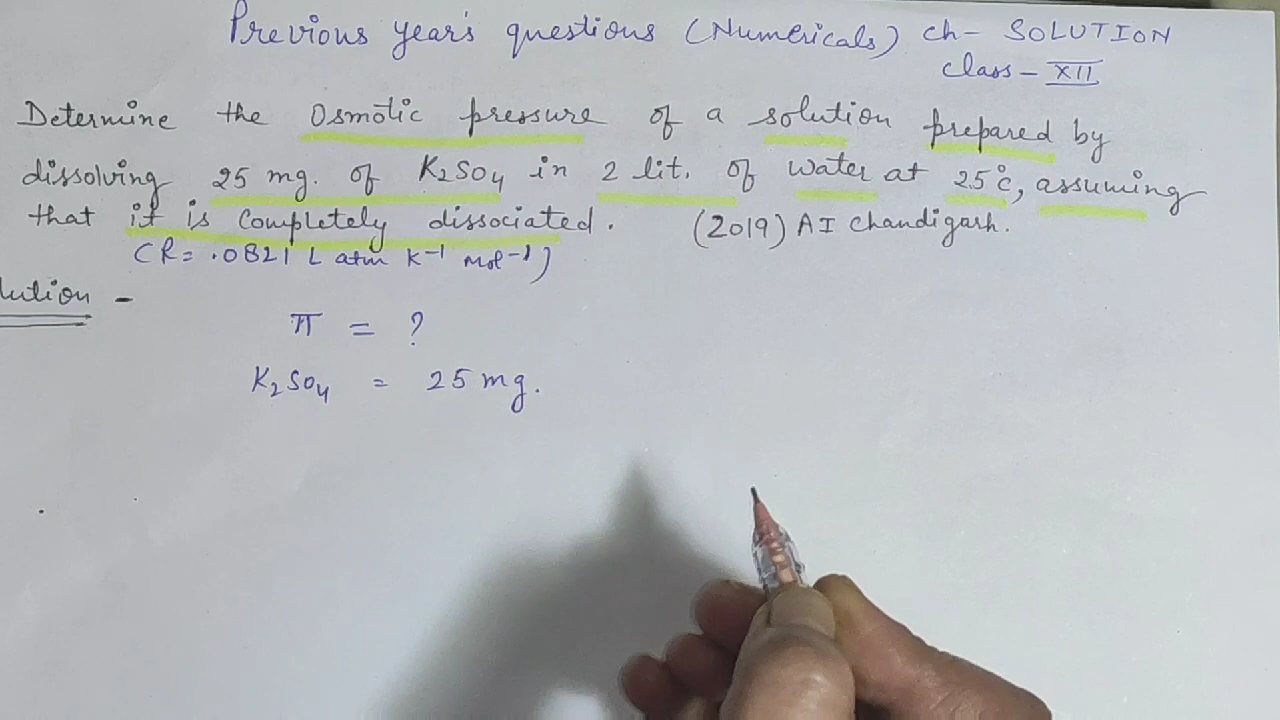 Previous year's questions (Numericals) ch- SOLUTION
class - XII
Determine the Osmotic pressure of a solution prepared by
dissolving 25 mg. of K₂SO₄ in 2 lit. of water at 25°c, assuming
that it is completely dissociated. (2019) AI Chandigarh.
(R = .0821 L atm K⁻¹ mol⁻¹)
lution -
π = ?
K₂SO₄ = 25 mg.